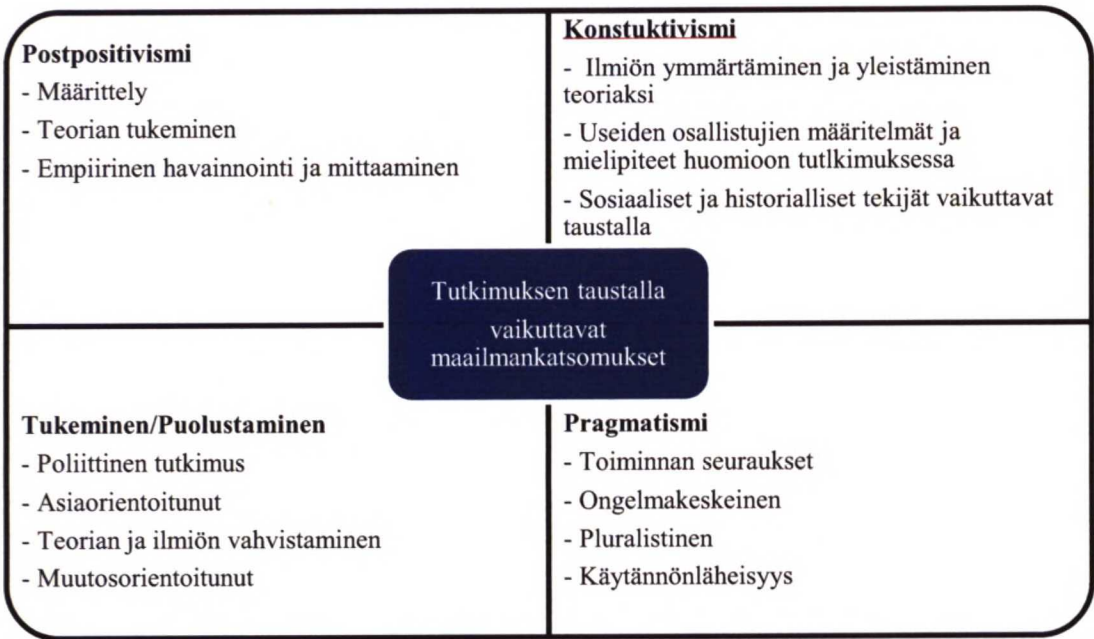 Postpositivismi
- Määrittely
- Teorian tukeminen
- Empiirinen havainnointi ja mittaaminen
Konstuktivismi
- Ilmiön ymmärtäminen ja yleistäminen
teoriaksi
- Useiden osallistujien määritelmät ja
mielipiteet huomioon tutlkimuksessa
- Sosiaaliset ja historialliset tekijät vaikuttavat
taustalla
Tutkimuksen taustalla
vaikuttavat
maailmankatsomukset
Tukeminen/Puolustaminen
- Poliittinen tutkimus
- Asiaorientoitunut
- Teorian ja ilmiön vahvistaminen
- Muutosorientoitunut
Pragmatismi
- Toiminnan seuraukset
- Ongelmakeskeinen
- Pluralistinen
- Käytännönläheisyys